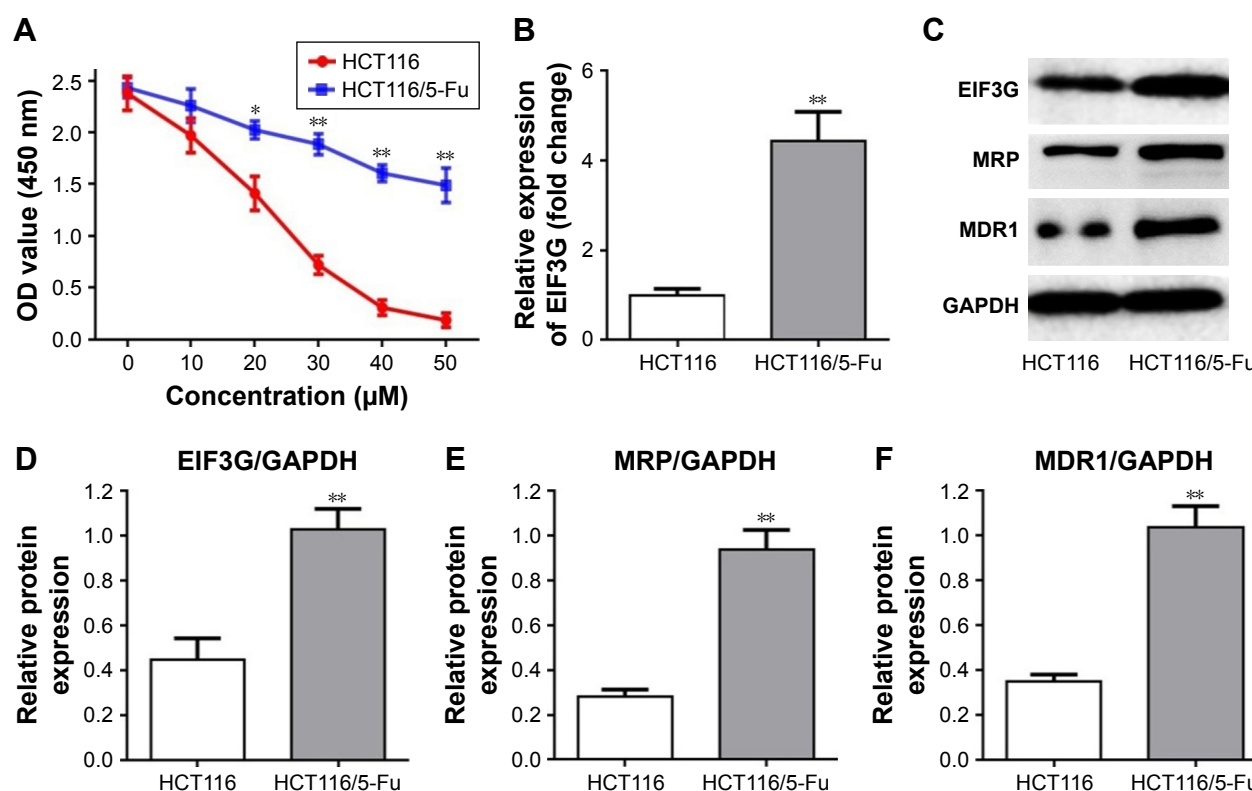 A
HCT116
HCT116/5-Fu
OD value (450 nm)
2.5
2.0
1.5
1.0
0.5
0.0
*
**
**
**
0 10 20 30 40 50
Concentration (µM)
B
Relative expression
of EIF3G (fold change)
6
4
2
0
**
HCT116 HCT116/5-Fu
C
EIF3G
MRP
MDR1
GAPDH
HCT116 HCT116/5-Fu
D
EIF3G/GAPDH
Relative protein
expression
1.2
1.0
0.8
0.6
0.4
0.2
0.0
**
HCT116 HCT116/5-Fu
E
MRP/GAPDH
Relative protein
expression
1.2
1.0
0.8
0.6
0.4
0.2
0.0
**
HCT116 HCT116/5-Fu
F
MDR1/GAPDH
Relative protein
expression
1.2
1.0
0.8
0.6
0.4
0.2
0.0
**
HCT116 HCT116/5-Fu